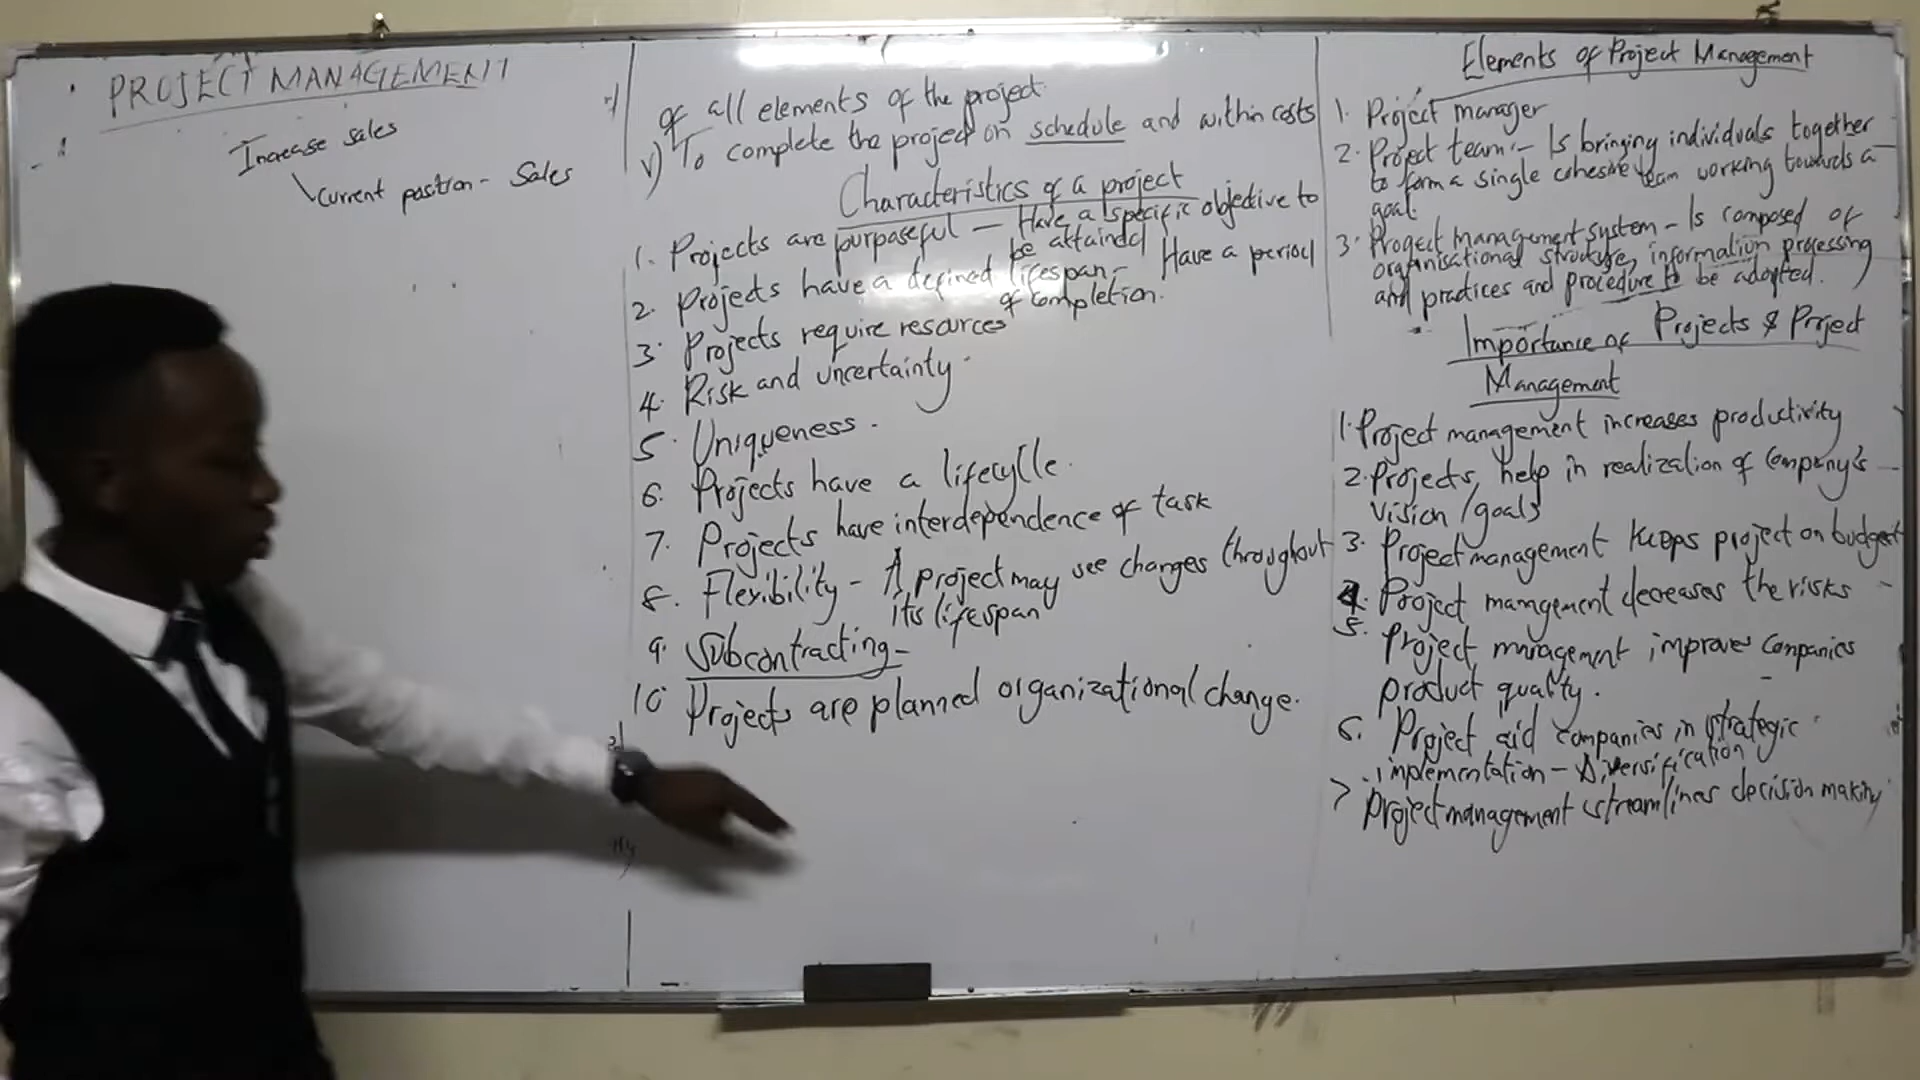 PROJECT MANAGEMENT
Increase sales
Current position - Sales
of all elements of the project
v) To complete the project on schedule and within costs
Characteristics of a project
1. Projects are purposeful — Have a specific objective to
be attained
2. Projects have a defined lifespan - Have a period
of completion.
3. Projects require resources
4. Risk and uncertainty.
5. Uniqueness.
6. Projects have a lifecylle.
7. Projects have interdependence of task
8. Flexibility - A project may see changes throughout
its lifespan
9. Subcontracting -
10 Projects are planned organizational change.
Elements of Project Management
1. Project manager
2. Project team :- Is bringing individuals together
to form a single cohesive team working towards a
goal.
3. Project Management system - Is composed of
organisational structure, information processing
and practices and procedure to be adopted.
Importance of Projects & Project
Management
1. Project management increases productivity
2. Projects, help in realization of Company's
vision / goals
3. Project management keeps project on budget
4. Project management decreases the risks
5. Project management improves Companies
product quality.
6. Project aid companies in strategic
implementation - Diversification
7 Project management streamlines decision making